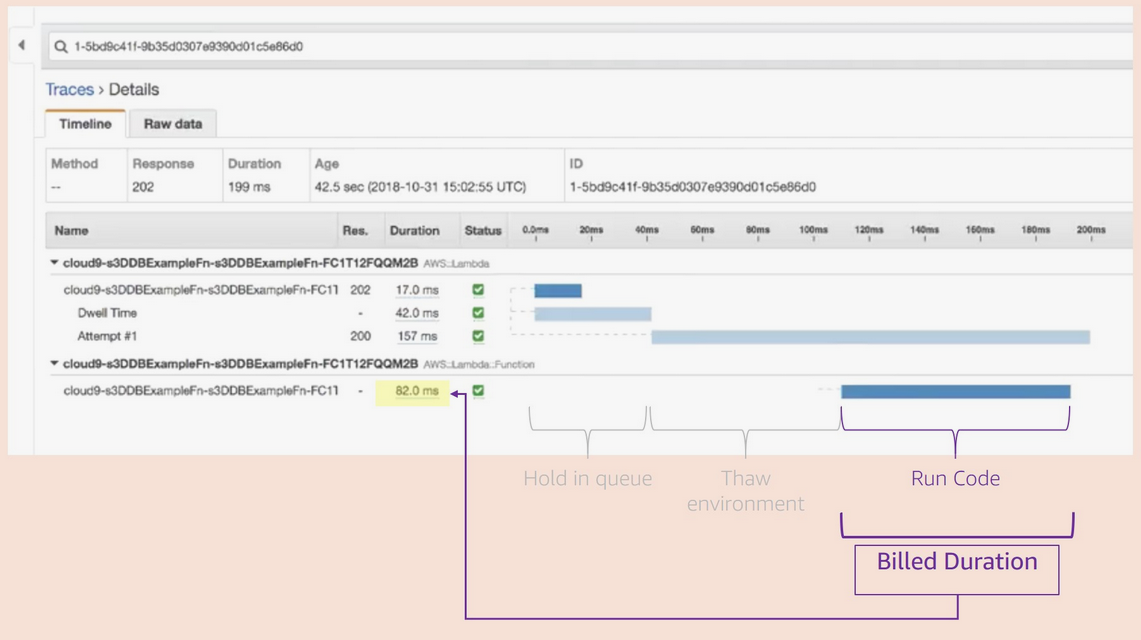 1-5bd9c41f-9b35d0307e9390d01c5e86d0
Traces > Details
Timeline Raw data
Method Response Duration Age ID
-- 202 199 ms 42.5 sec (2018-10-31 15:02:55 UTC) 1-5bd9c41f-9b35d0307e9390d01c5e86d0
Name Res. Duration Status 0.0ms 20ms 40ms 60ms 80ms 100ms 120ms 140ms 160ms 180ms 200ms
cloud9-s3DDBExampleFn-s3DDBExampleFn-FC1T12FQQM2B AWS::Lambda
cloud9-s3DDBExampleFn-s3DDBExampleFn-FC1T 202 17.0 ms
Dwell Time - 42.0 ms
Attempt #1 200 157 ms
cloud9-s3DDBExampleFn-s3DDBExampleFn-FC1T12FQQM2B AWS::Lambda::Function
cloud9-s3DDBExampleFn-s3DDBExampleFn-FC1T - 82.0 ms
Hold in queue Thaw Run Code
environment
Billed Duration